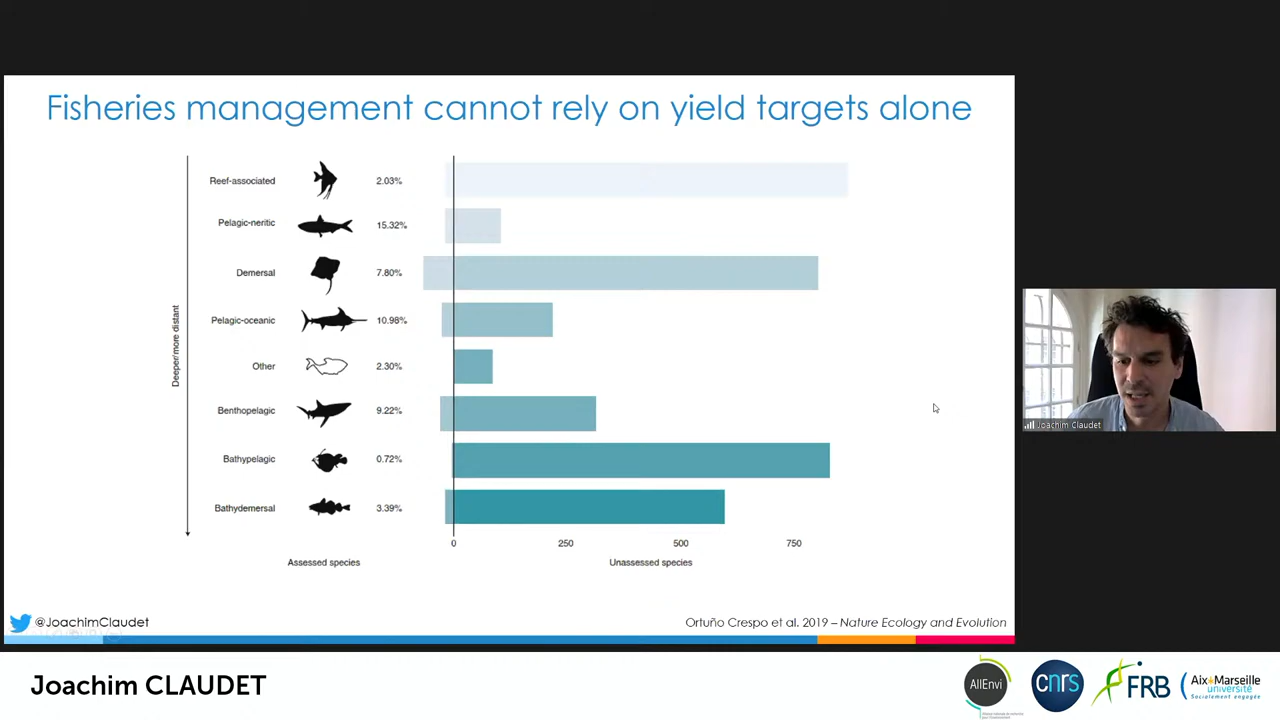 Fisheries management cannot rely on yield targets alone
Deeper/more distant
Reef-associated 2.03%
Pelagic-neritic 15.32%
Demersal 7.80%
Pelagic-oceanic 10.98%
Other 2.30%
Benthopelagic 9.22%
Bathypelagic 0.72%
Bathydemersal 3.39%
0 250 500 750
Assessed species Unassessed species
@JoachimClaudet
Ortuño Crespo et al. 2019 – Nature Ecology and Evolution
Joachim Claudet
Joachim CLAUDET
AllEnvi
cnrs
FRB
Aix+Marseille
université
Socialement engagée